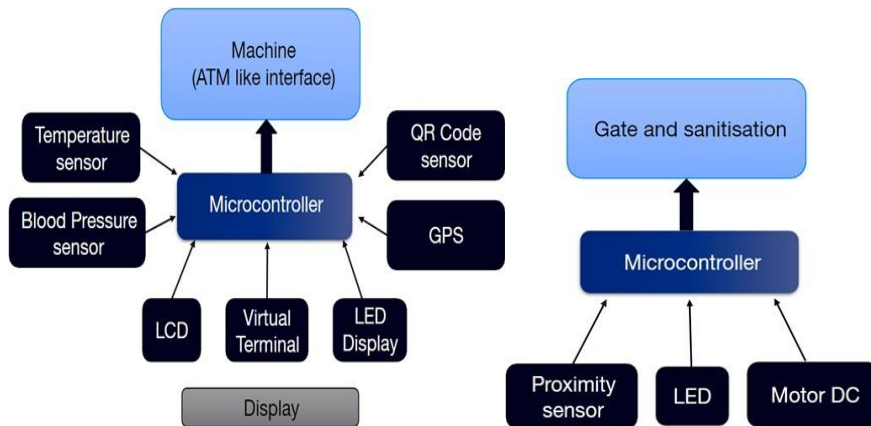 Machine
(ATM like interface)
Temperature
sensor
QR Code
sensor
Microcontroller
Blood Pressure
sensor
GPS
LCD
Virtual
Terminal
LED
Display
Display
Gate and sanitisation
Microcontroller
Proximity
sensor
LED
Motor DC